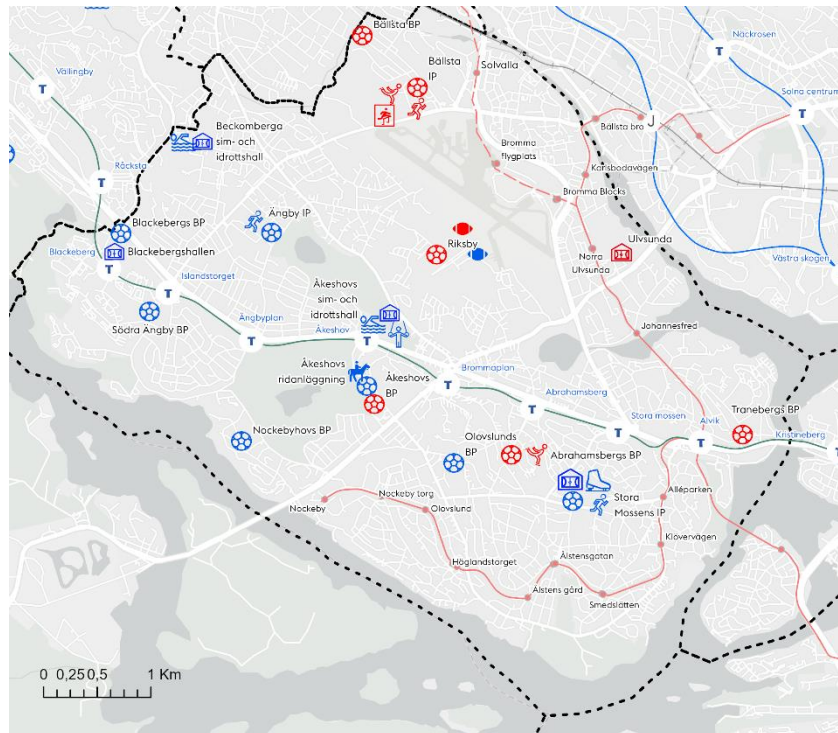 Bällsta BP
Näckrosen
T
Solvalla
Vällingby
T
Bällsta
IP
Solna centrum
T
J
Bällsta bro
Beckomberga
sim- och
idrottshall
Bromma
flygplats
Karlsbodavägen
Råcksta
T
Bromma Blocks
Ängby IP
Blackebergs BP
Riksby
Ulvsunda
Blackeberg
Blackebergshallen
T
Norra
Ulvsunda
Västra skogen
Islandstorget
T
Åkeshovs
sim- och
idrottshall
Södra Ängby BP
Ängbyplan
T
Åkeshov
T
Johannesfred
Åkeshovs
ridanläggning
Åkeshovs
BP
Brommaplan
T
Abrahamsberg
T
Stora mossen
T
Alvik
T
Tranebergs BP
Kristineberg
T
Nockebyhovs BP
Olovslunds
BP
Abrahamsbergs BP
Stora
Mossens IP
Nockeby
Nockeby torg
Olovslund
Alléparken
Klövervägen
Höglandstorget
Ålstensgatan
Ålstens gård
Smedslätten
0 0,25 0,5 1 Km